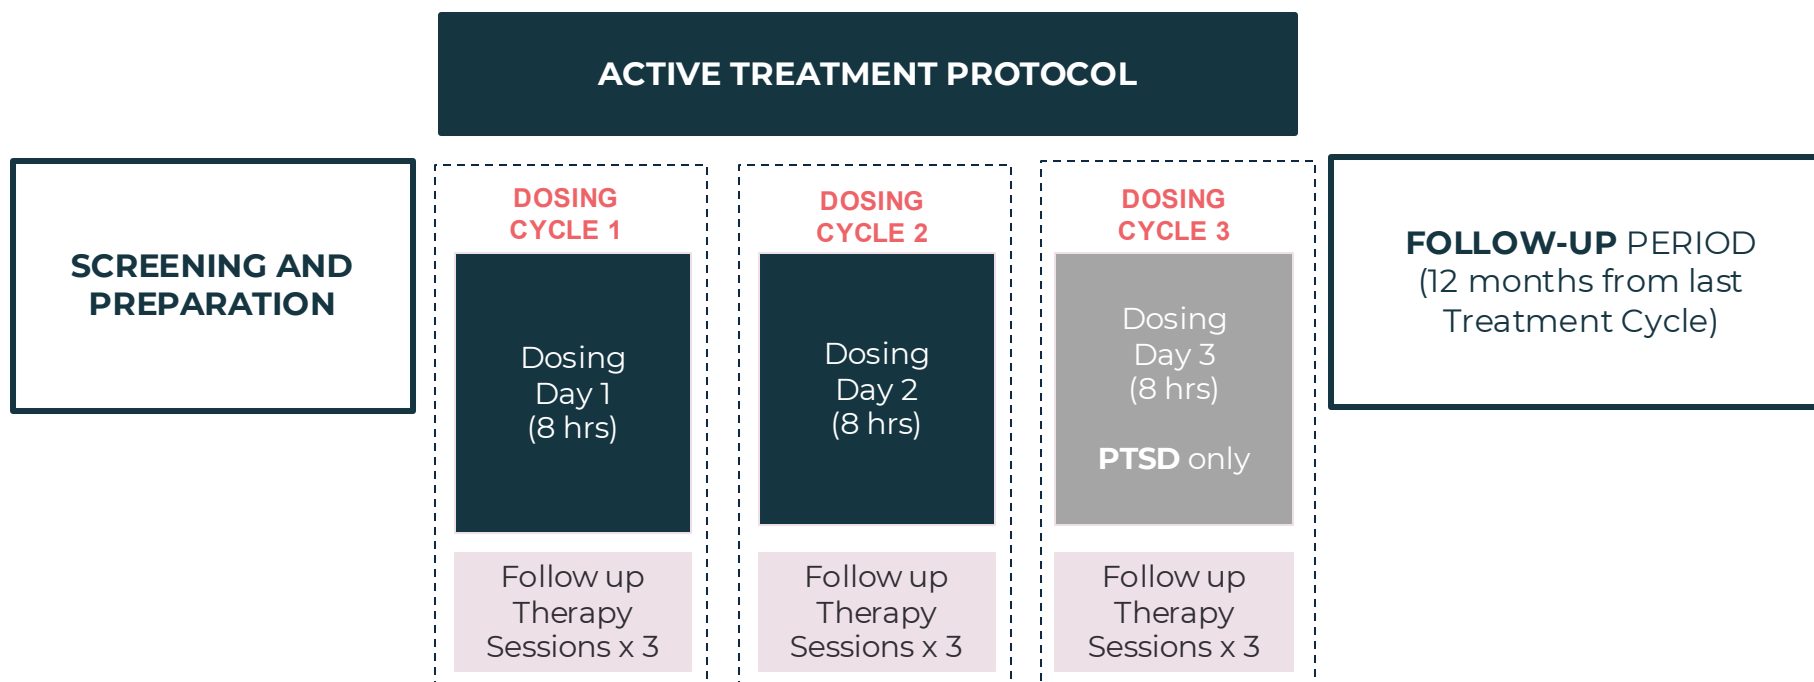 ACTIVE TREATMENT PROTOCOL
SCREENING AND
PREPARATION
DOSING
CYCLE 1
Dosing
Day 1
(8 hrs)
Follow up
Therapy
Sessions x 3
DOSING
CYCLE 2
Dosing
Day 2
(8 hrs)
Follow up
Therapy
Sessions x 3
DOSING
CYCLE 3
Dosing
Day 3
(8 hrs)
PTSD only
Follow up
Therapy
Sessions x 3
FOLLOW-UP PERIOD
(12 months from last
Treatment Cycle)